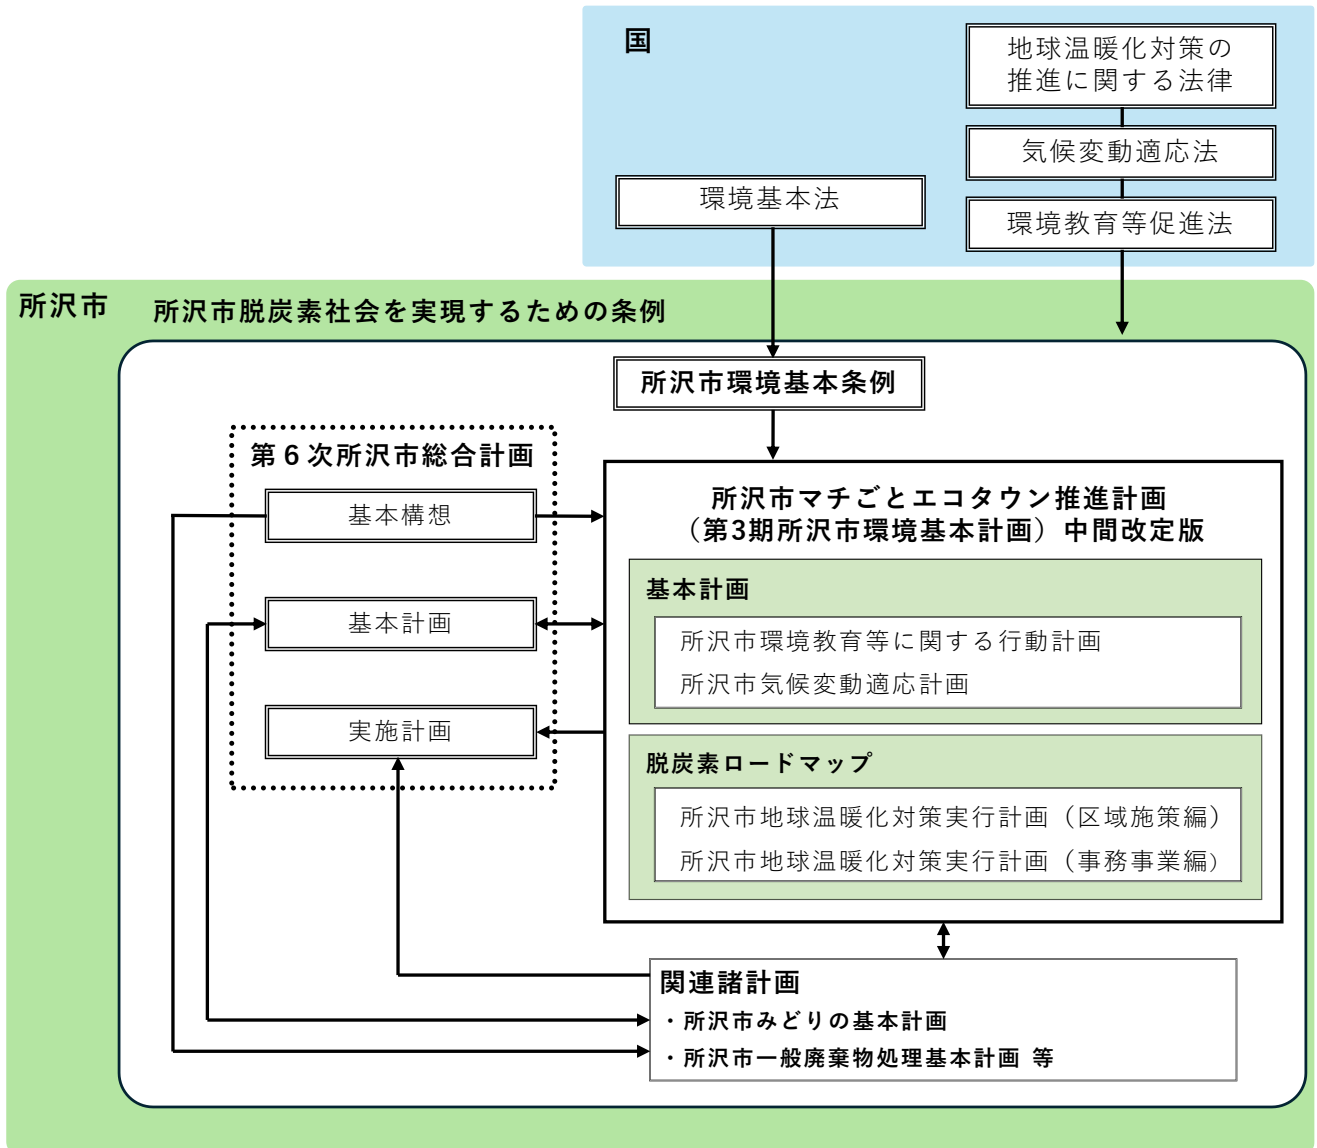 国
地球温暖化対策の
推進に関する法律
気候変動適応法
環境基本法
環境教育等促進法
所沢市
所沢市脱炭素社会を実現するための条例
所沢市環境基本条例
第6次所沢市総合計画
基本構想
基本計画
実施計画
所沢市マチごとエコタウン推進計画
（第3期所沢市環境基本計画）中間改定版
基本計画
所沢市環境教育等に関する行動計画
所沢市気候変動適応計画
脱炭素ロードマップ
所沢市地球温暖化対策実行計画（区域施策編）
所沢市地球温暖化対策実行計画（事務事業編）
関連諸計画
・所沢市みどりの基本計画
・所沢市一般廃棄物処理基本計画 等